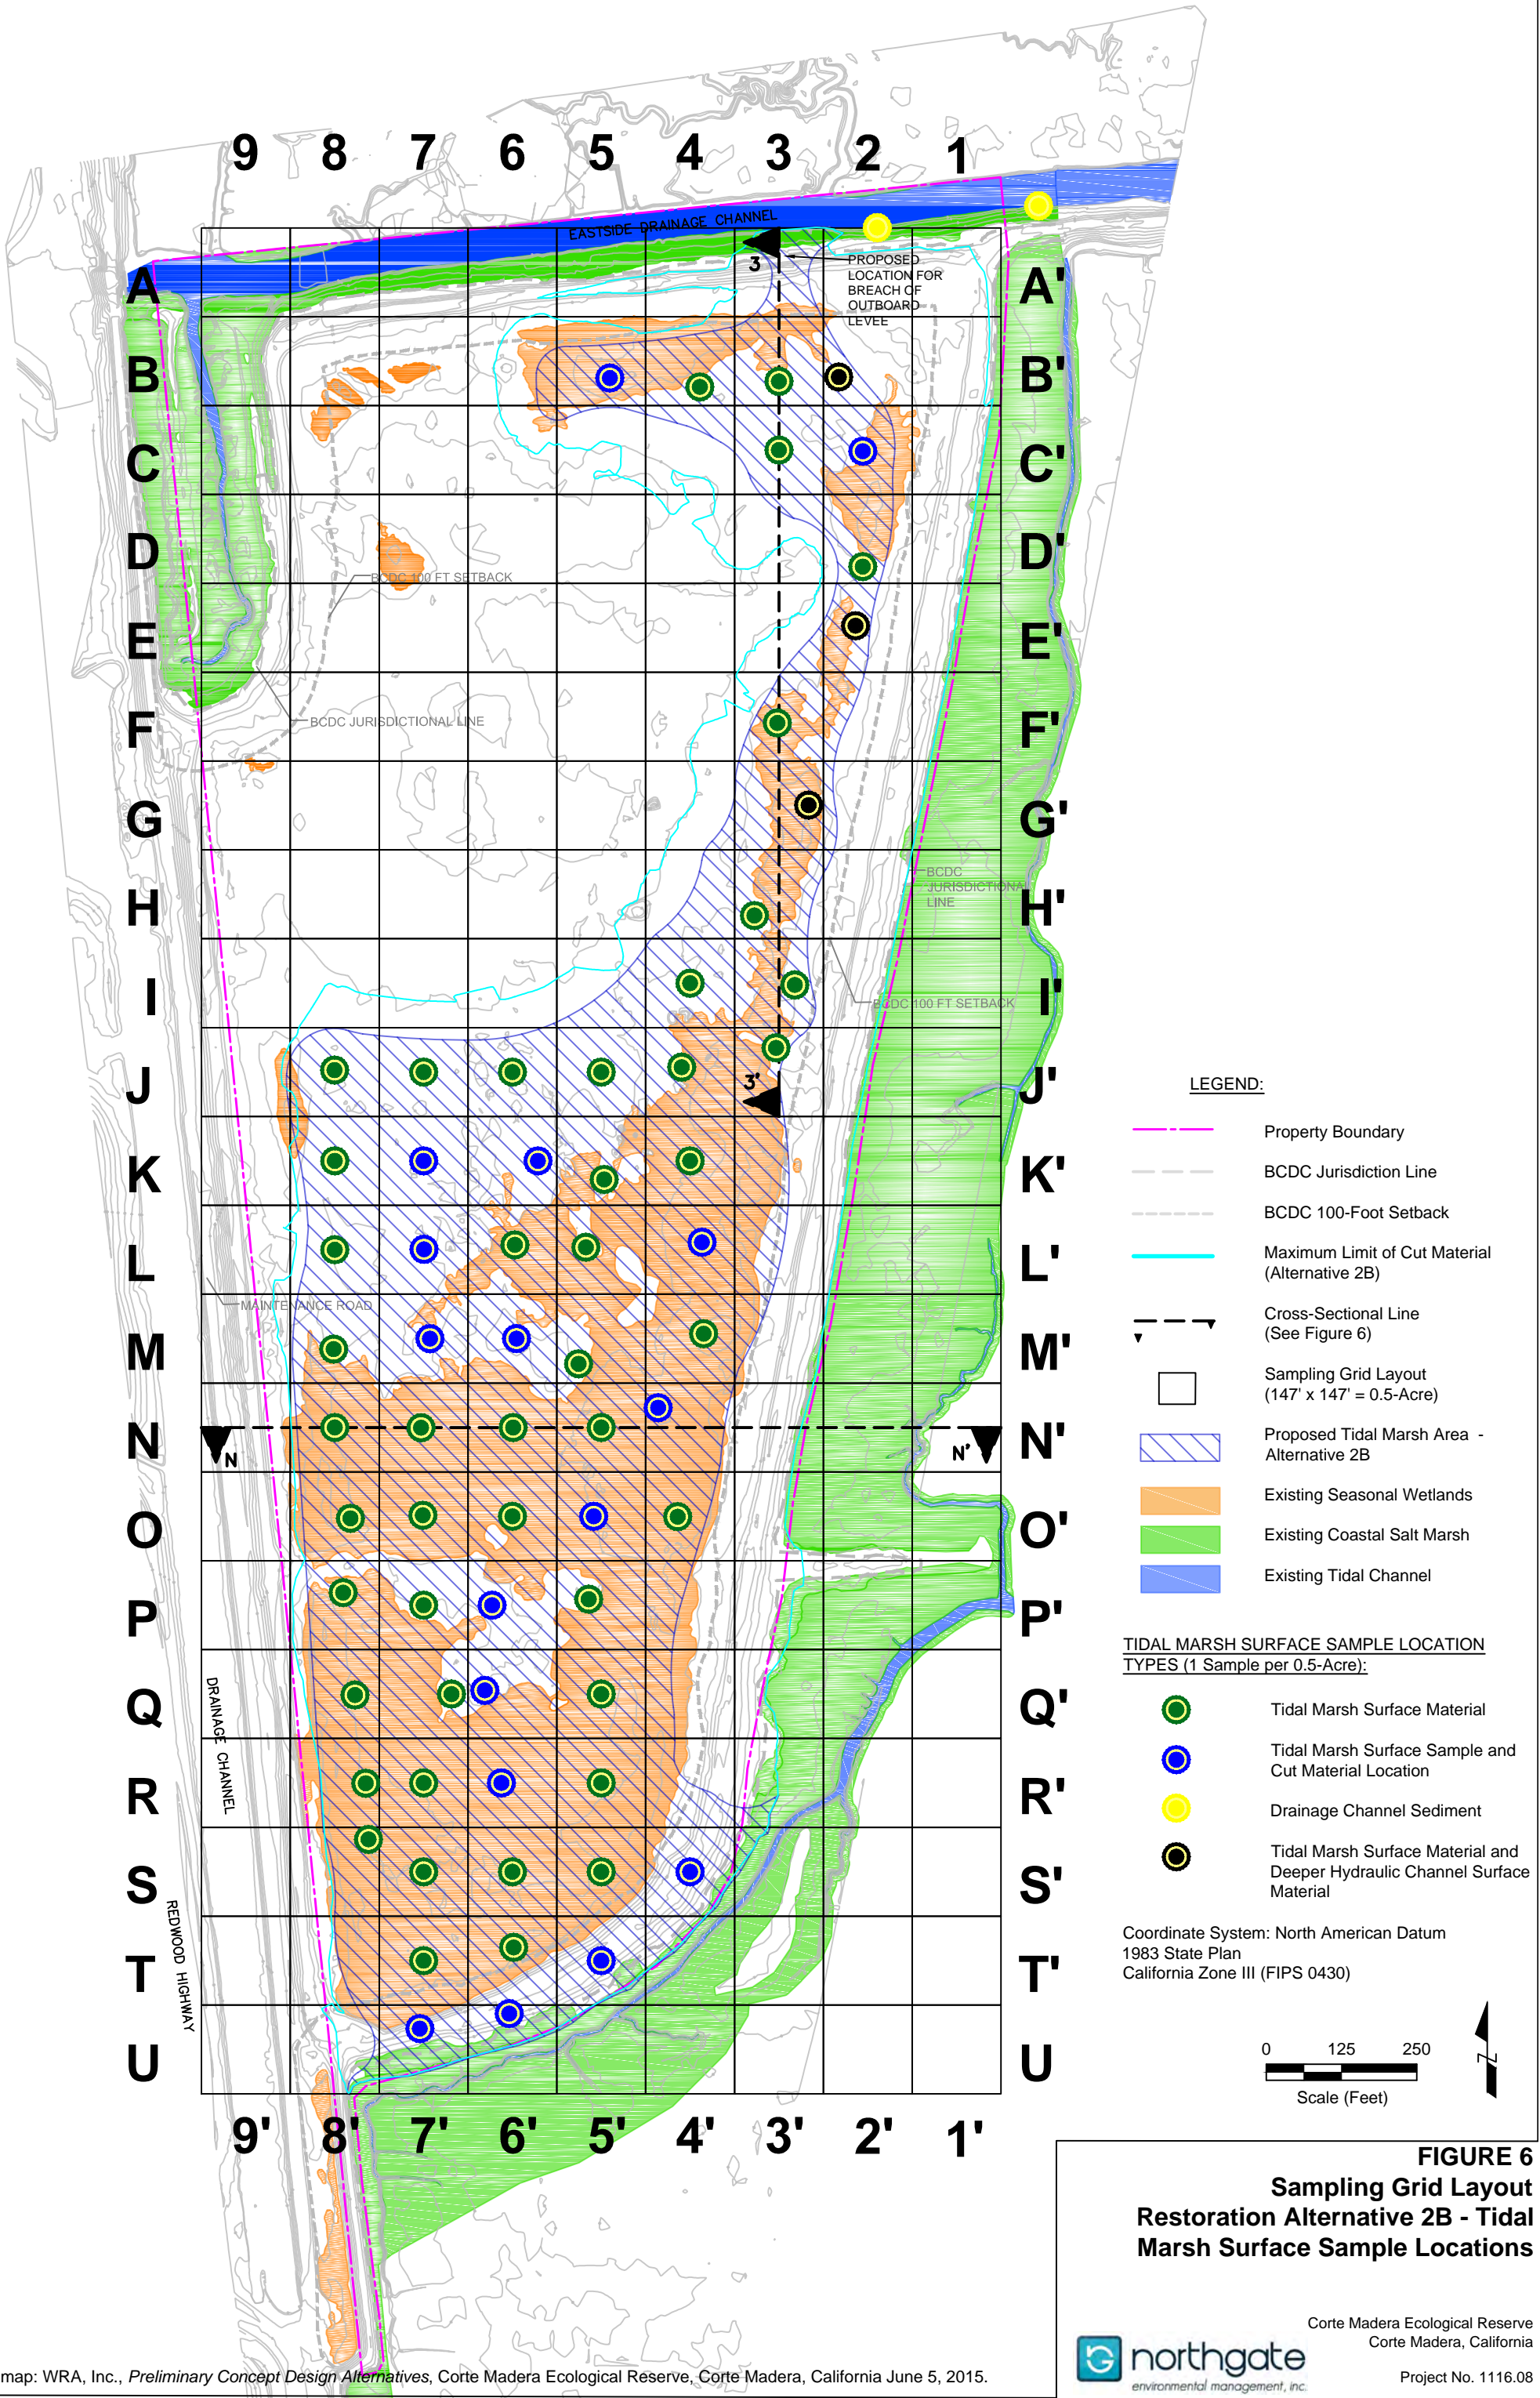 9 8 7 6 5 4 3 2 1
EASTSIDE DRAINAGE CHANNEL
3
PROPOSED
LOCATION FOR
BREACH OF
OUTBOARD
LEVEE
A A'
B B'
C C'
D D'
BCDC 100 FT SETBACK
E E'
BCDC JURISDICTIONAL LINE
F F'
G G'
BCDC
JURISDICTIONAL
LINE
H H'
I I'
BCDC 100 FT SETBACK
3'
J J'
K K'
L L'
MAINTENANCE ROAD
M M'
N N'
N N'
O O'
P P'
Q Q'
DRAINAGE CHANNEL
R R'
S S'
REDWOOD HIGHWAY
T T'
U U
9' 8' 7' 6' 5' 4' 3' 2' 1'
LEGEND:
Property Boundary
BCDC Jurisdiction Line
BCDC 100-Foot Setback
Maximum Limit of Cut Material
(Alternative 2B)
Cross-Sectional Line
(See Figure 6)
Sampling Grid Layout
(147' x 147' = 0.5-Acre)
Proposed Tidal Marsh Area -
Alternative 2B
Existing Seasonal Wetlands
Existing Coastal Salt Marsh
Existing Tidal Channel
TIDAL MARSH SURFACE SAMPLE LOCATION
TYPES (1 Sample per 0.5-Acre):
Tidal Marsh Surface Material
Tidal Marsh Surface Sample and
Cut Material Location
Drainage Channel Sediment
Tidal Marsh Surface Material and
Deeper Hydraulic Channel Surface
Material
Coordinate System: North American Datum
1983 State Plan
California Zone III (FIPS 0430)
0 125 250
Scale (Feet)
N
FIGURE 6
Sampling Grid Layout
Restoration Alternative 2B - Tidal
Marsh Surface Sample Locations
Corte Madera Ecological Reserve
Corte Madera, California
northgate
environmental management, inc.
Project No. 1116.08
map: WRA, Inc., Preliminary Concept Design Alternatives, Corte Madera Ecological Reserve, Corte Madera, California June 5, 2015.